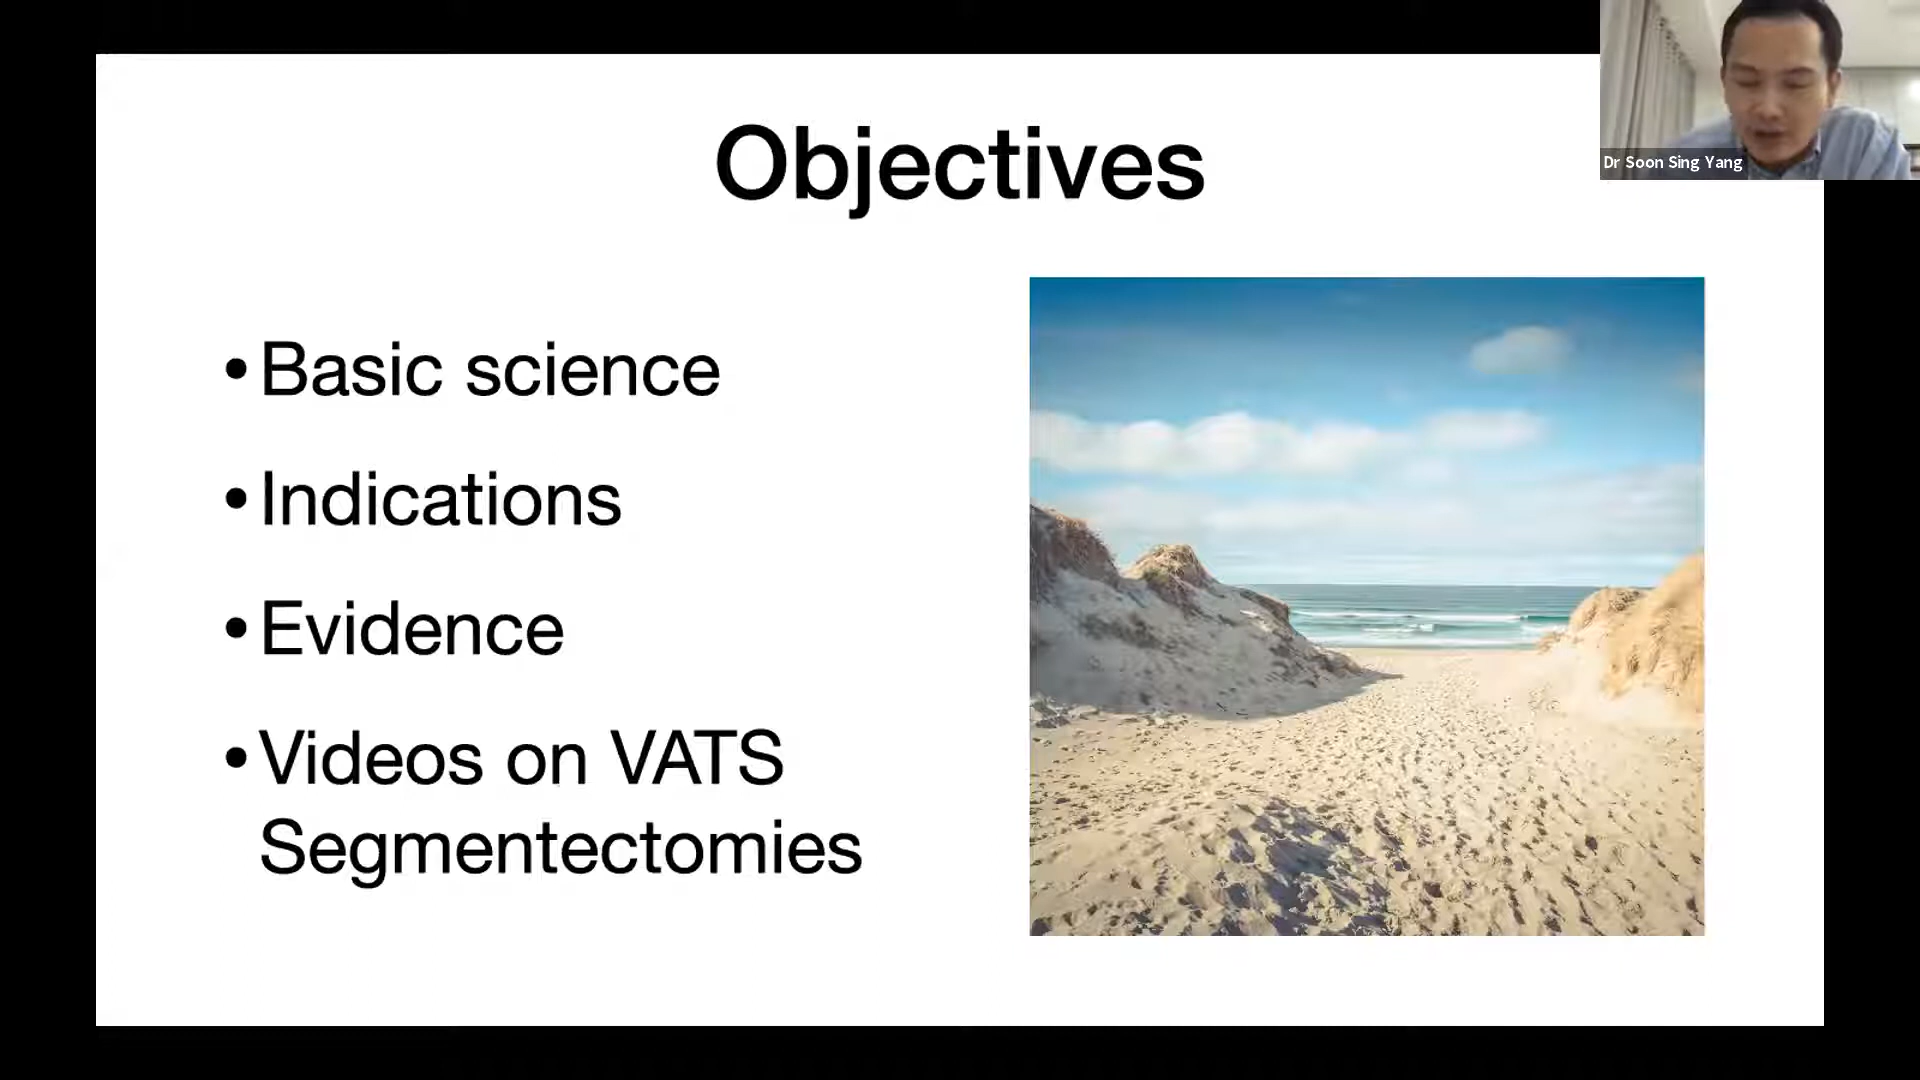 Objectives
Dr Soon Sing Yang
• Basic science
• Indications
• Evidence
• Videos on VATS
Segmentectomies